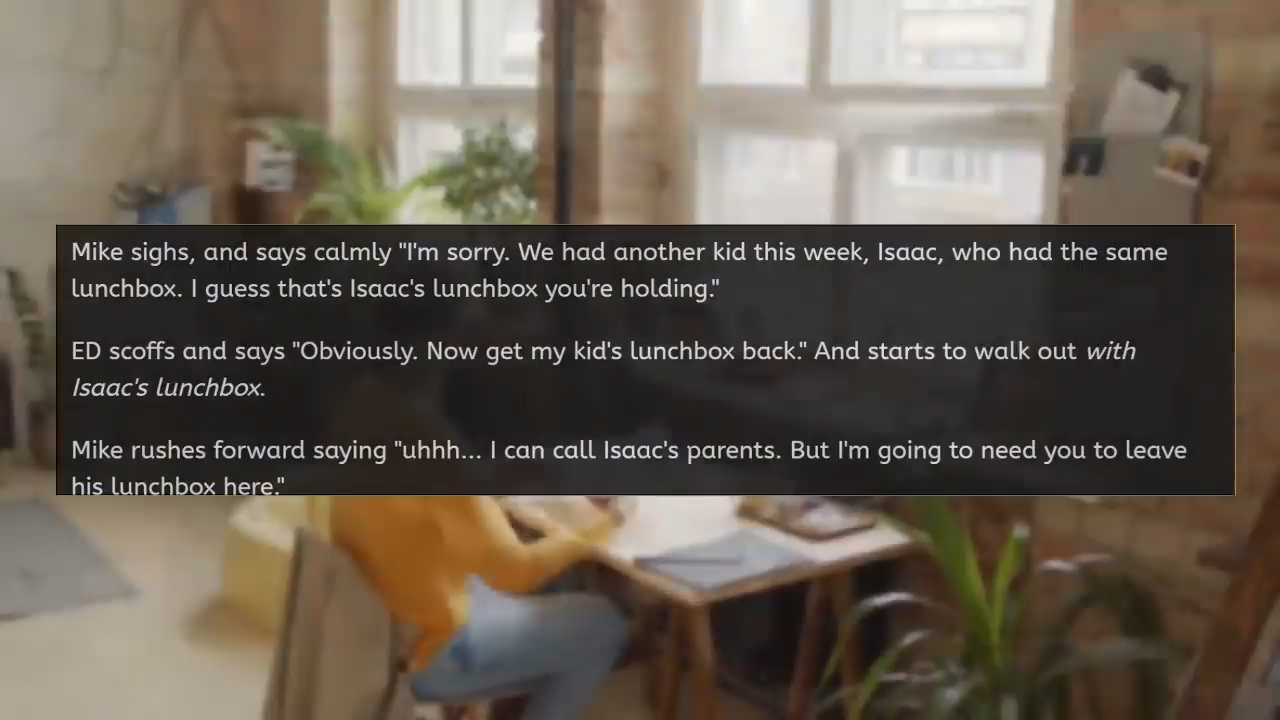 Mike sighs, and says calmly "I'm sorry. We had another kid this week, Isaac, who had the same
lunchbox. I guess that's Isaac's lunchbox you're holding."
ED scoffs and says "Obviously. Now get my kid's lunchbox back." And starts to walk out with
Isaac's lunchbox.
Mike rushes forward saying "uhhh... I can call Isaac's parents. But I'm going to need you to leave
his lunchbox here."